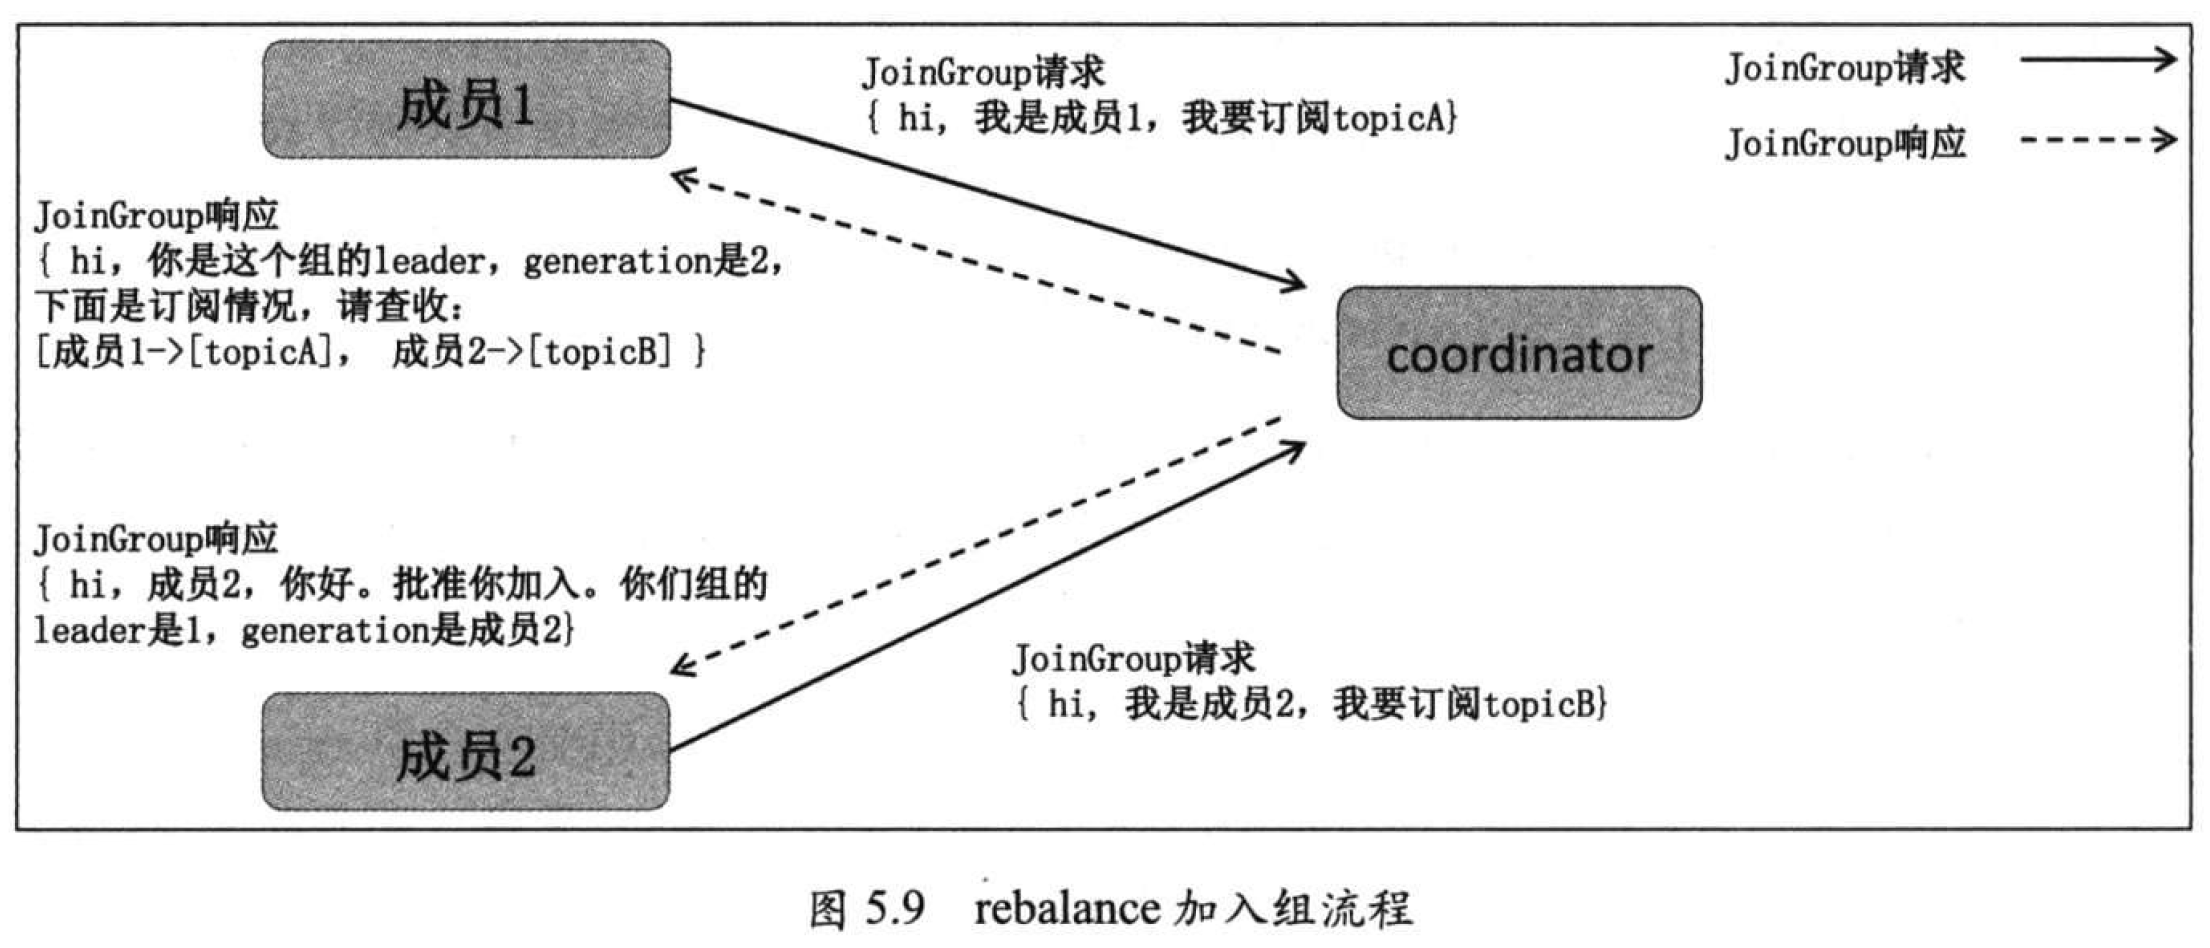 成员1
JoinGroup请求
{ hi, 我是成员1，我要订阅topicA}
JoinGroup请求
JoinGroup响应
JoinGroup响应
{ hi, 你是这个组的leader, generation是2，
下面是订阅情况，请查收：
[成员1->[topicA], 成员2->[topicB] }
coordinator
JoinGroup响应
{ hi, 成员2，你好。批准你加入。你们组的
leader是1，generation是成员2}
JoinGroup请求
{ hi, 我是成员2，我要订阅topicB}
成员2
图 5.9 rebalance 加入组流程